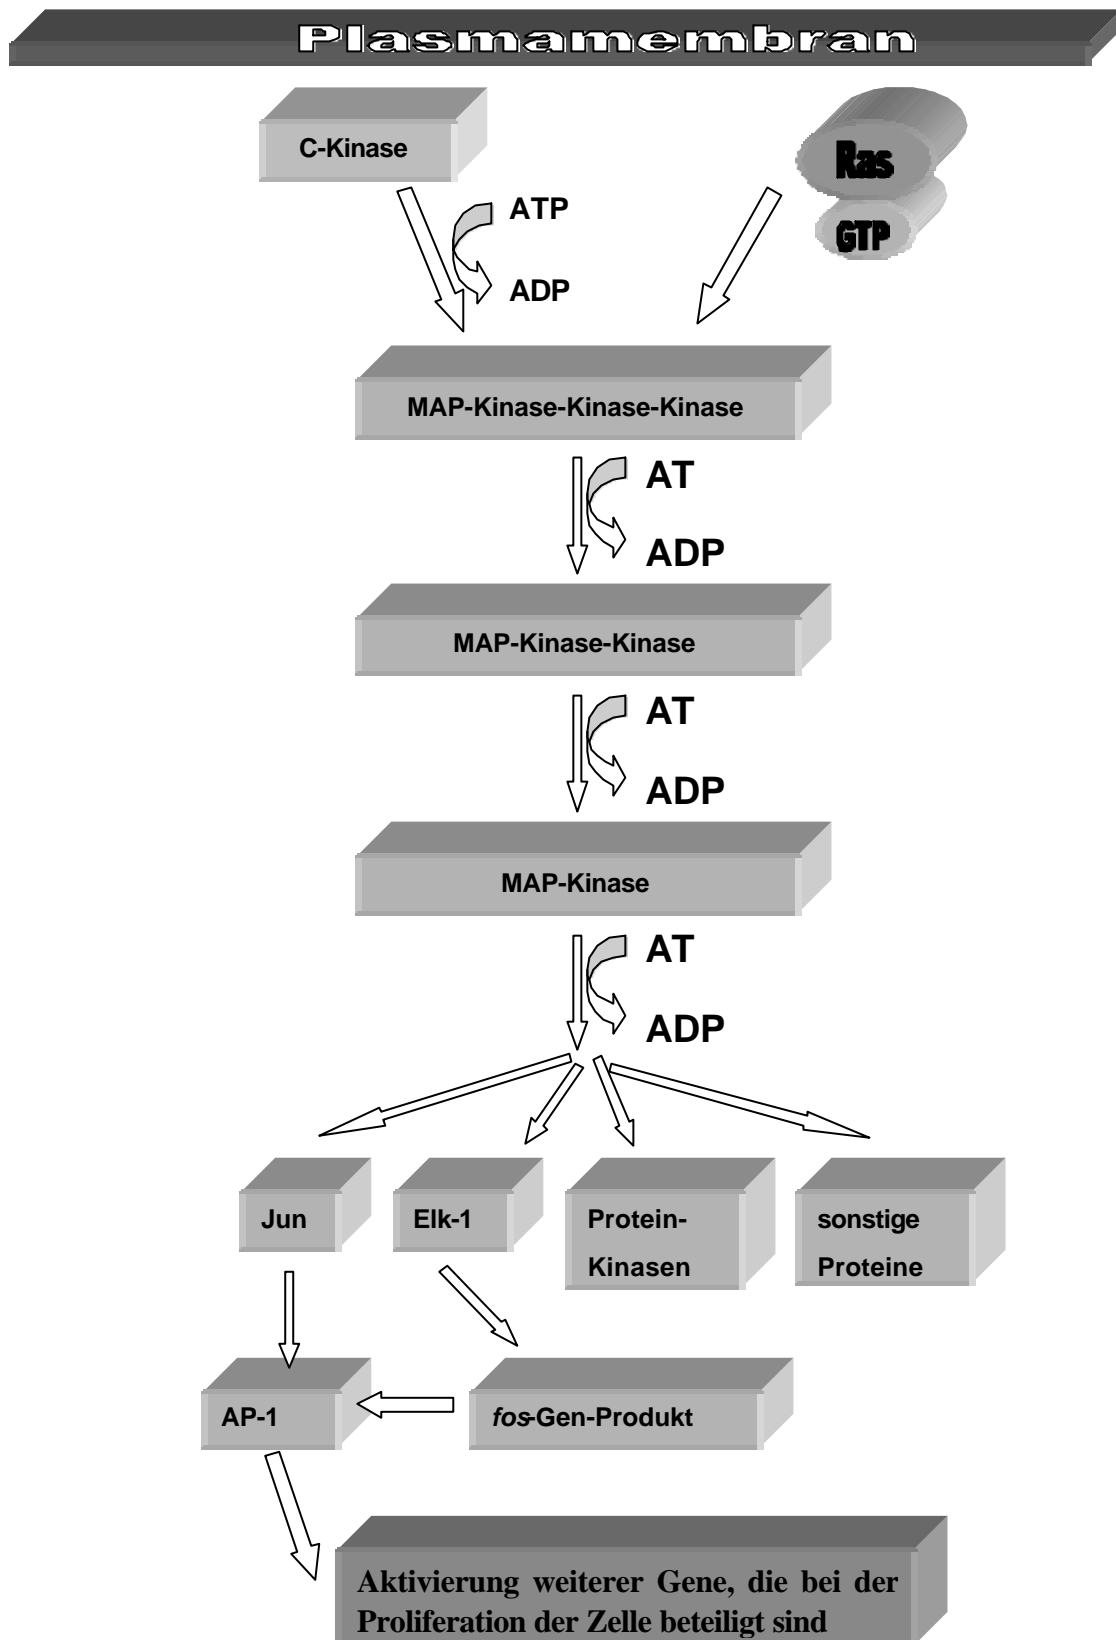 Plasmamembran
C-Kinase
Ras
GTP
ATP
ADP
MAP-Kinase-Kinase-Kinase
AT
ADP
MAP-Kinase-Kinase
AT
ADP
MAP-Kinase
AT
ADP
Jun
Elk-1
Protein-
Kinasen
sonstige
Proteine
AP-1
fos-Gen-Produkt
Aktivierung weiterer Gene, die bei der
Proliferation der Zelle beteiligt sind